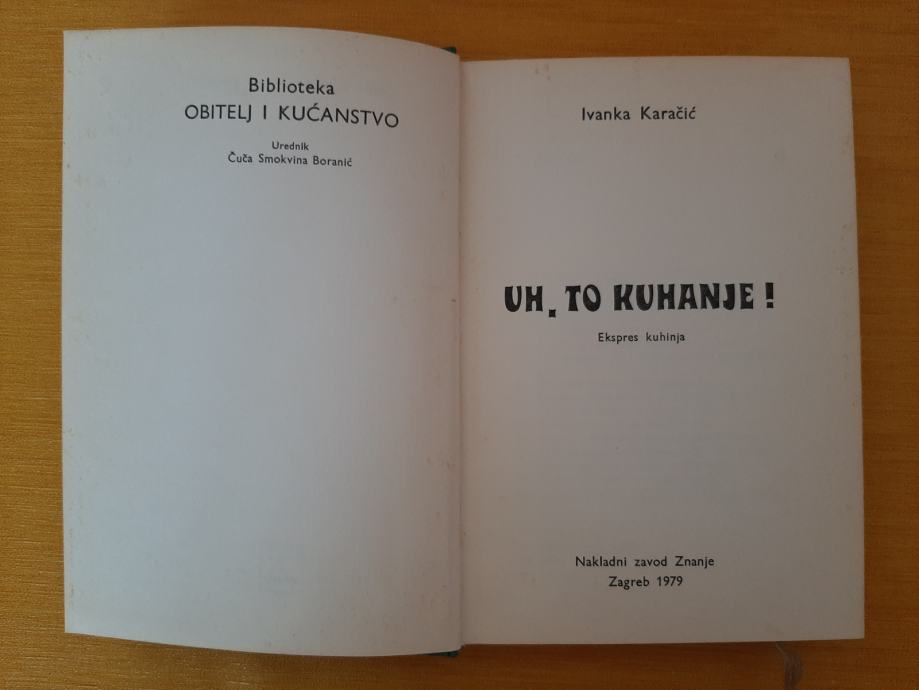 Biblioteka
OBITELJ I KUĆANSTVO
Urednik
Čuča Smokvina Boranić
Ivanka Karačić
UH, TO KUHANJE!
Ekspres kuhinja
Nakladni zavod Znanje
Zagreb 1979